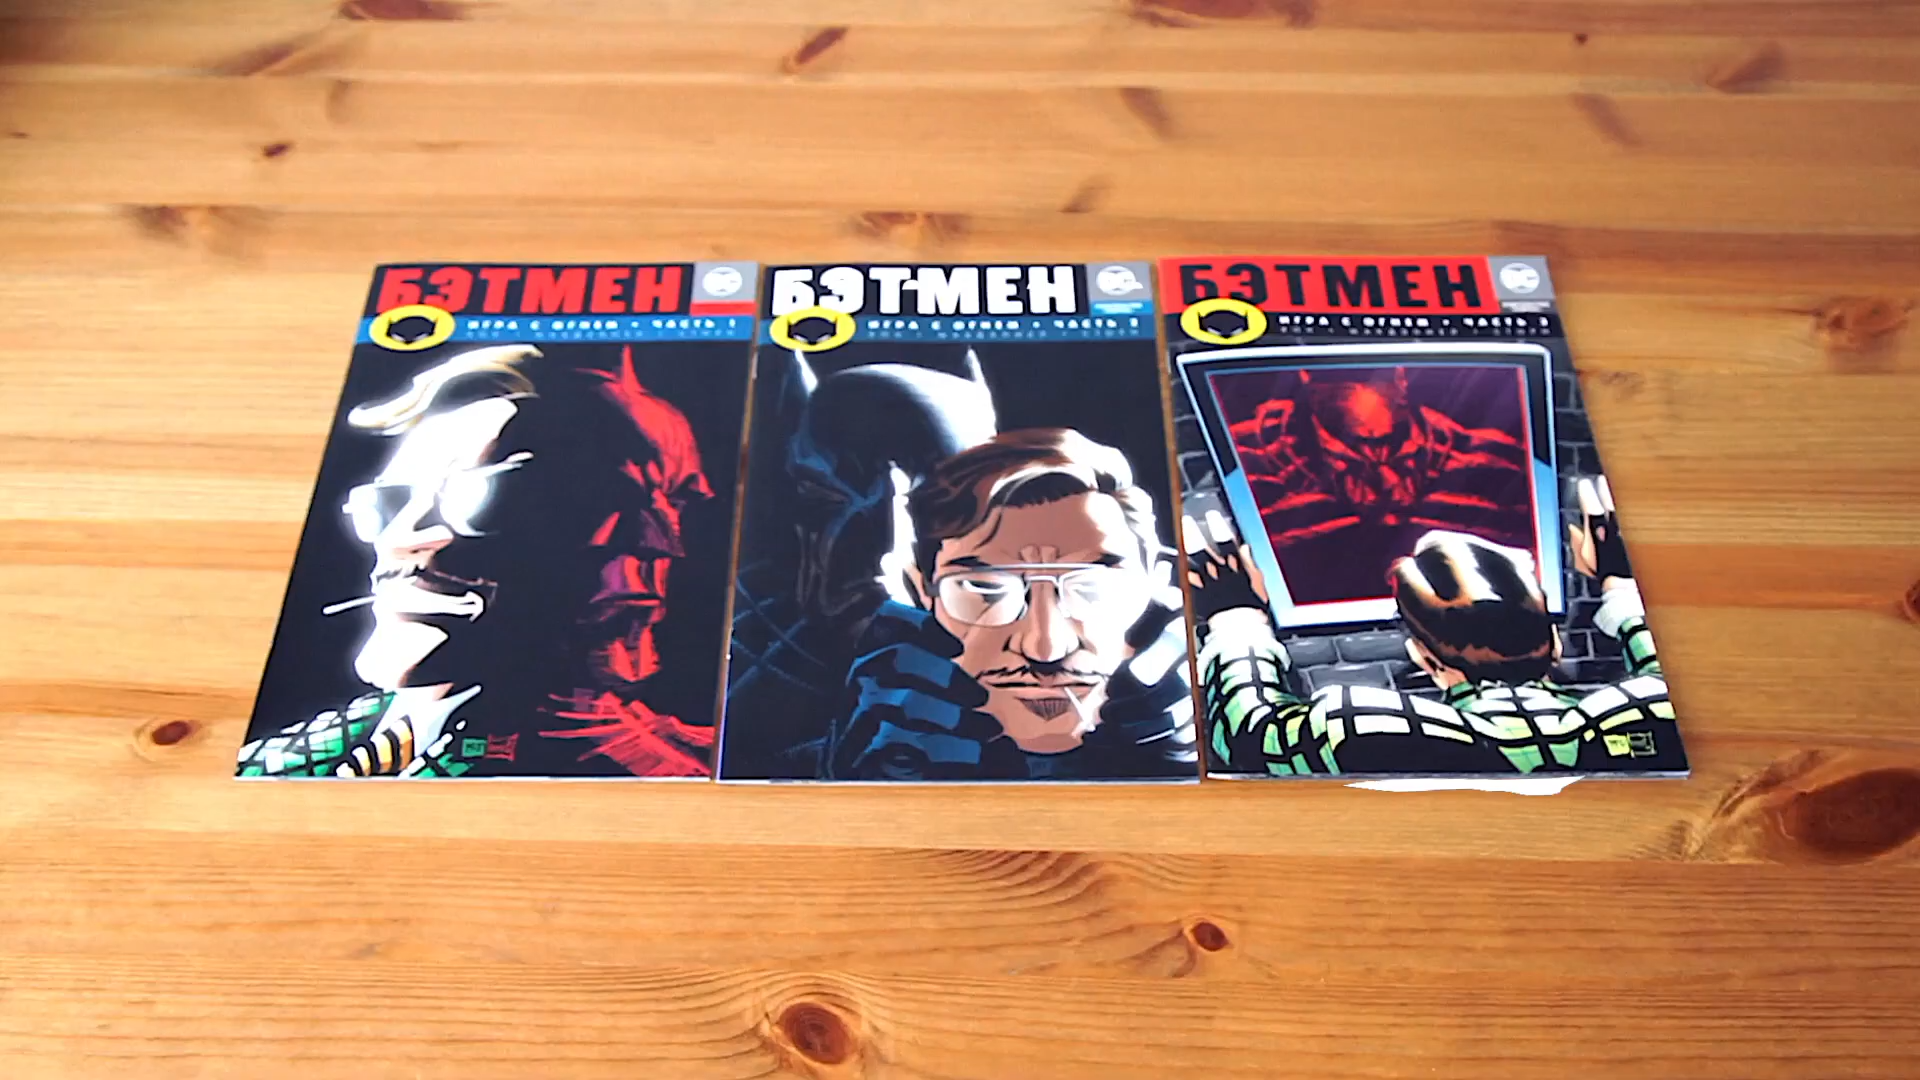 БЭТМЕН
ИГРА С ОГНЕМ • ЧАСТЬ 1
БЭТМЕН
ИГРА С ОГНЕМ • ЧАСТЬ 2
БЭТМЕН
ИГРА С ОГНЕМ • ЧАСТЬ 3